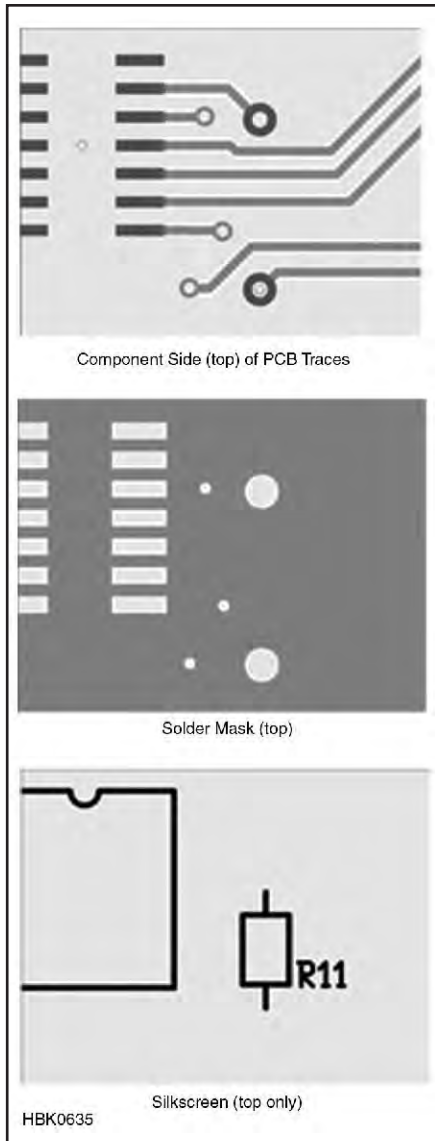 Component Side (top) of PCB Traces
Solder Mask (top)
R11
Silkscreen (top only)
HBK0635